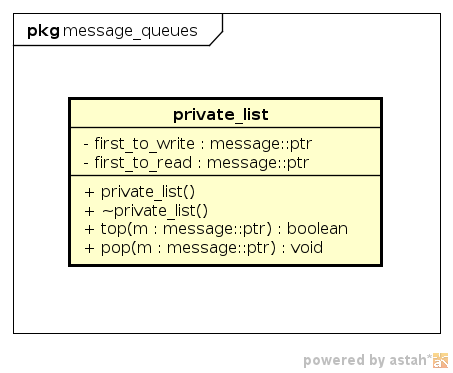 pkg message_queues
private_list
- first_to_write : message::ptr
- first_to_read : message::ptr
+ private_list()
+ ~private_list()
+ top(m : message::ptr) : boolean
+ pop(m : message::ptr) : void
powered by astah*